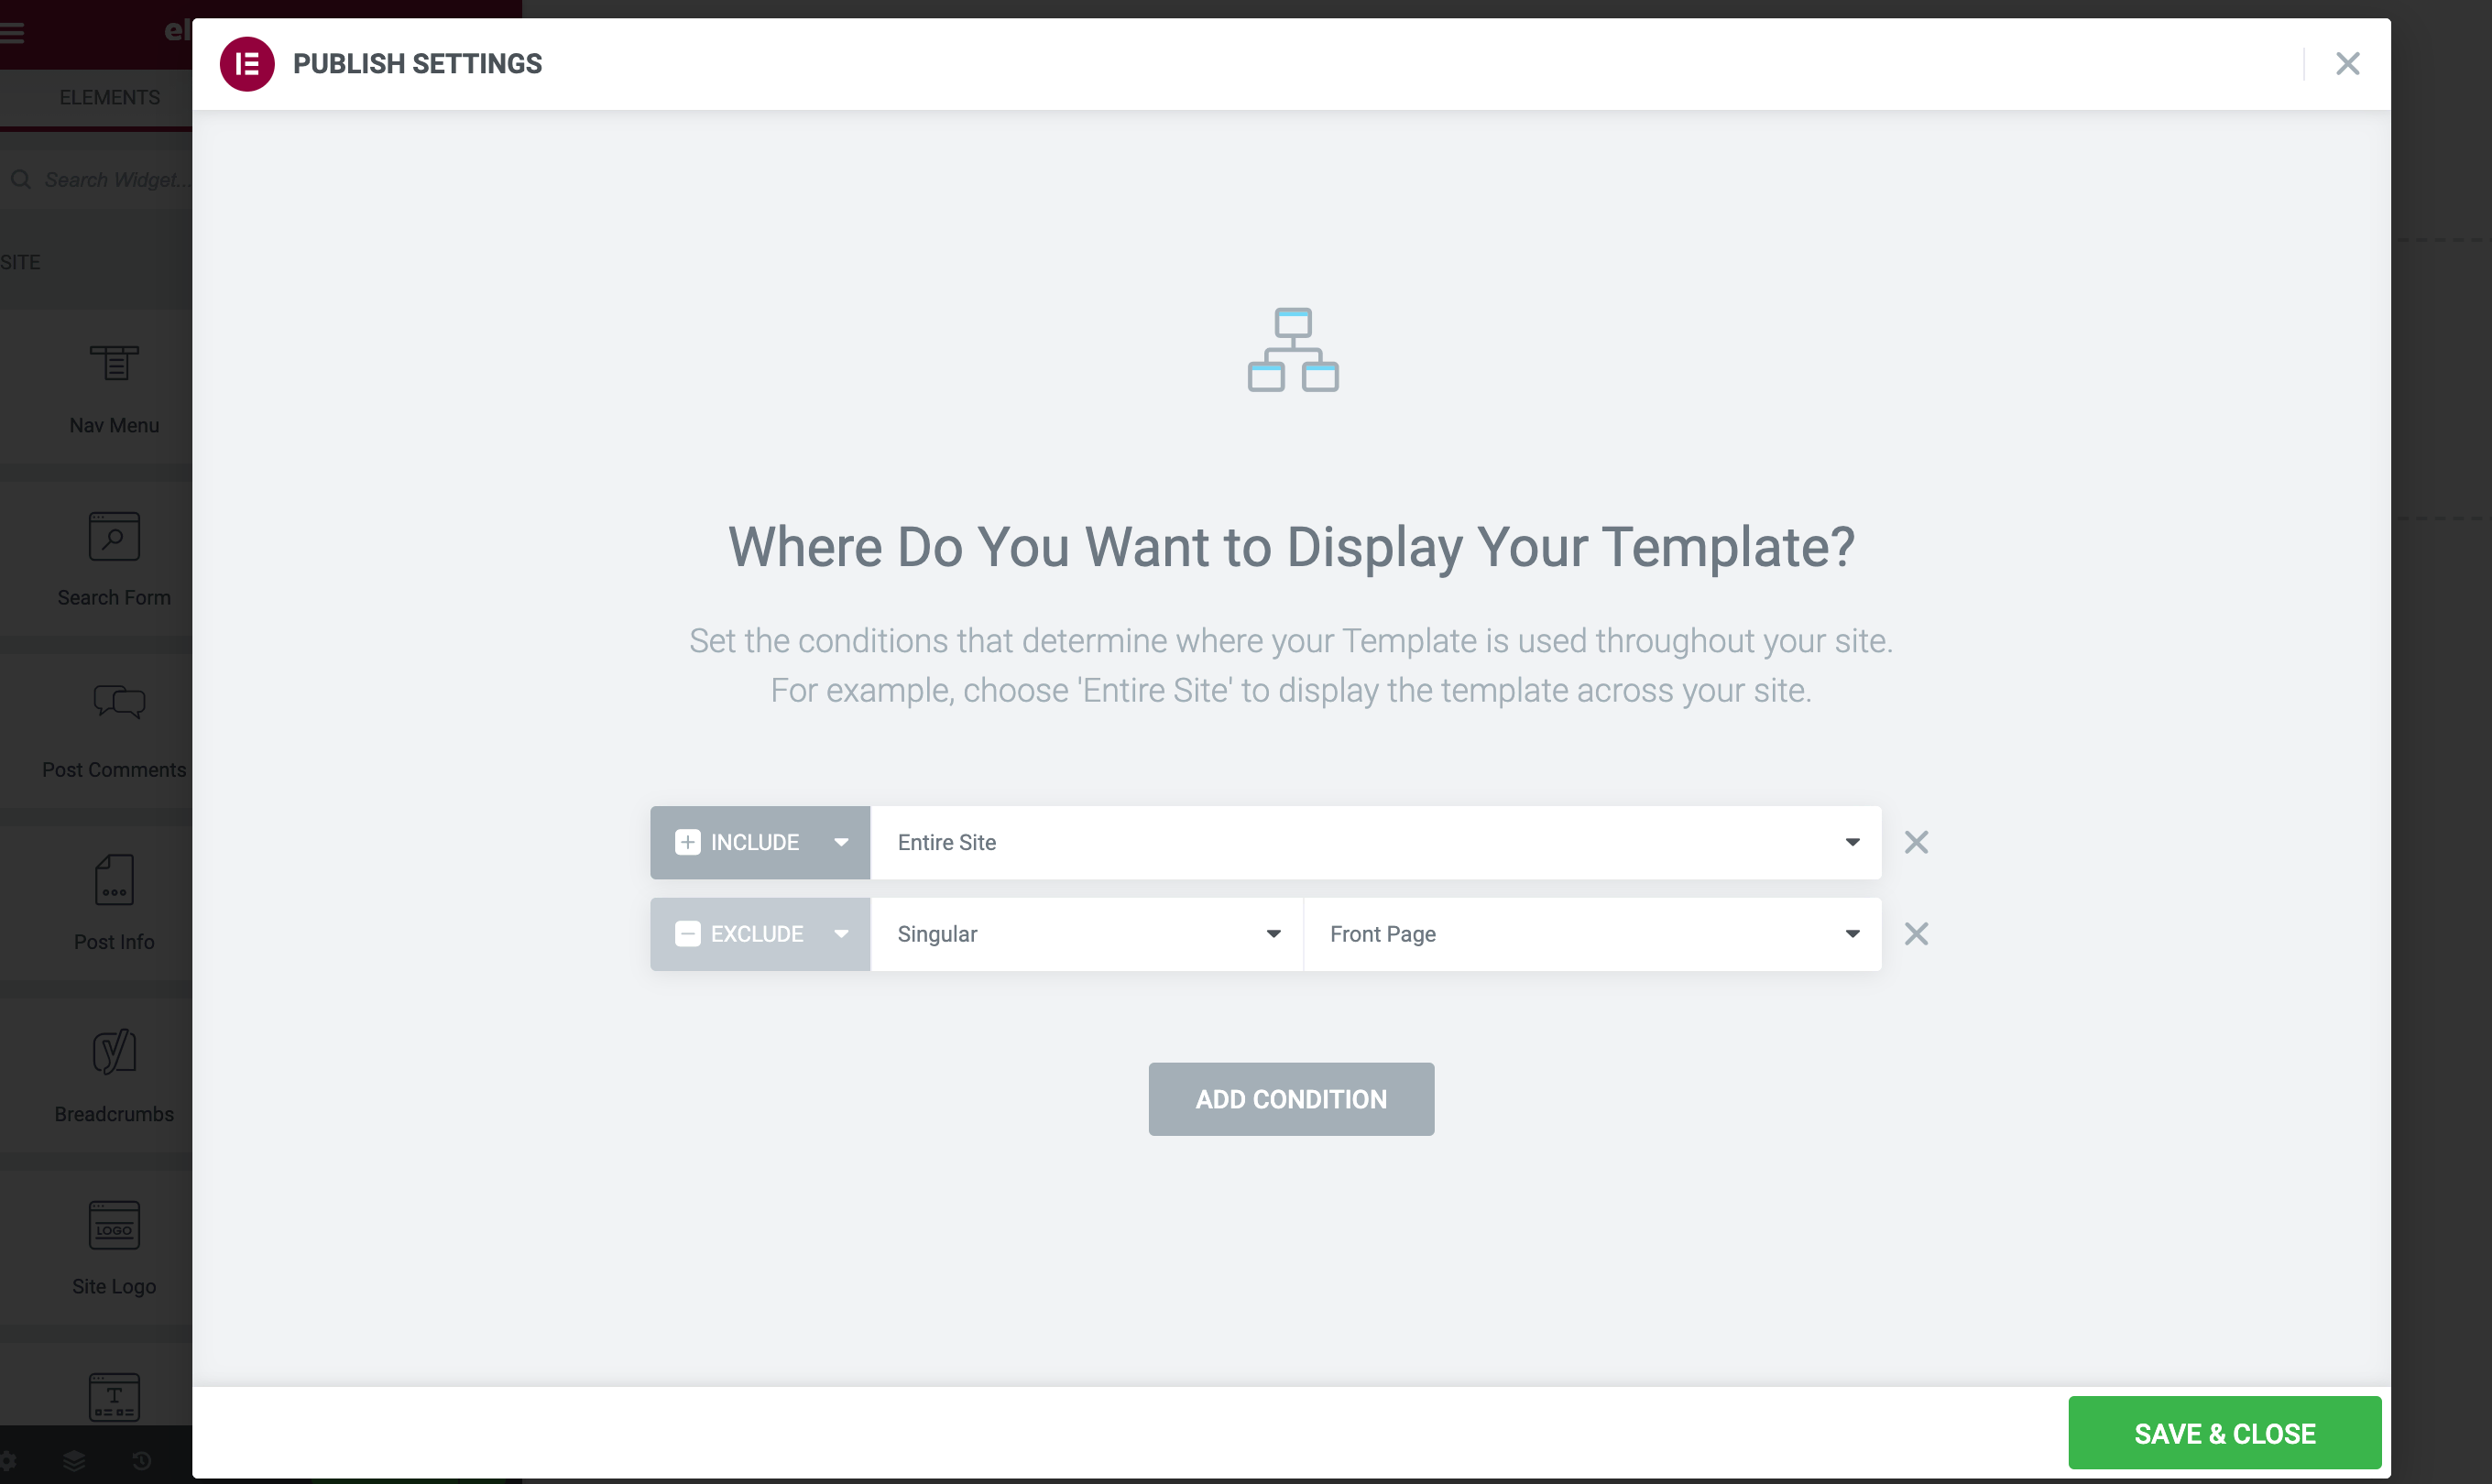 el
PUBLISH SETTINGS
ELEMENTS
Search Widget...
SITE
Nav Menu
Search Form
Post Comments
Post Info
Breadcrumbs
LOGO
Site Logo
T
Where Do You Want to Display Your Template?
Set the conditions that determine where your Template is used throughout your site.
For example, choose 'Entire Site' to display the template across your site.
INCLUDE Entire Site
EXCLUDE Singular Front Page
ADD CONDITION
SAVE & CLOSE